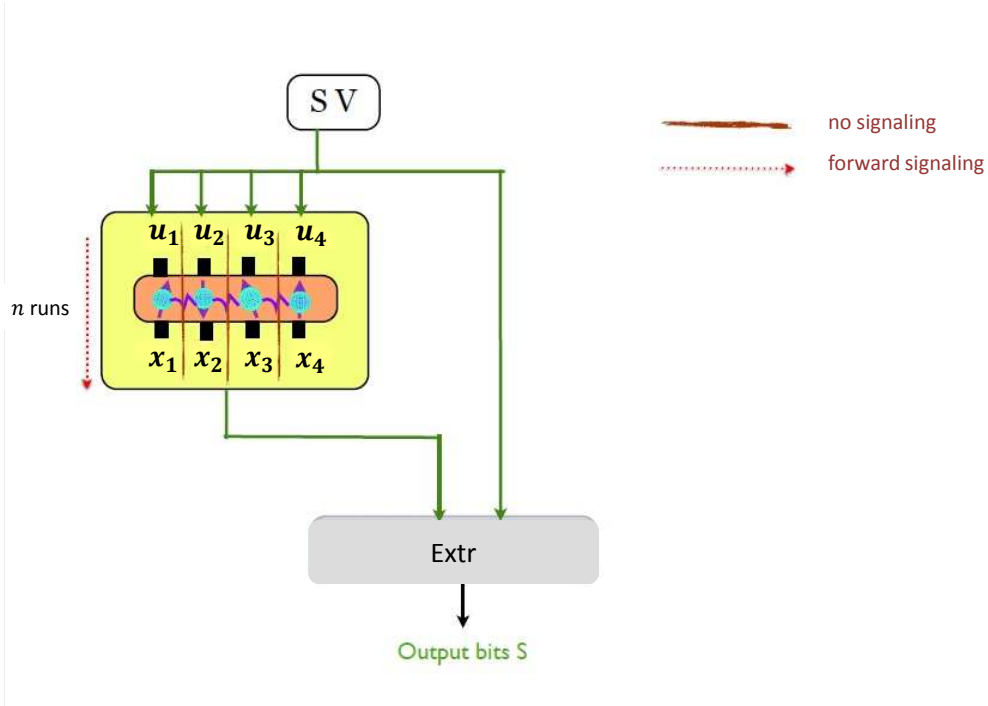 S V
no signaling
forward signaling
u₁ u₂ u₃ u₄
n runs
x₁ x₂ x₃ x₄
Extr
Output bits S